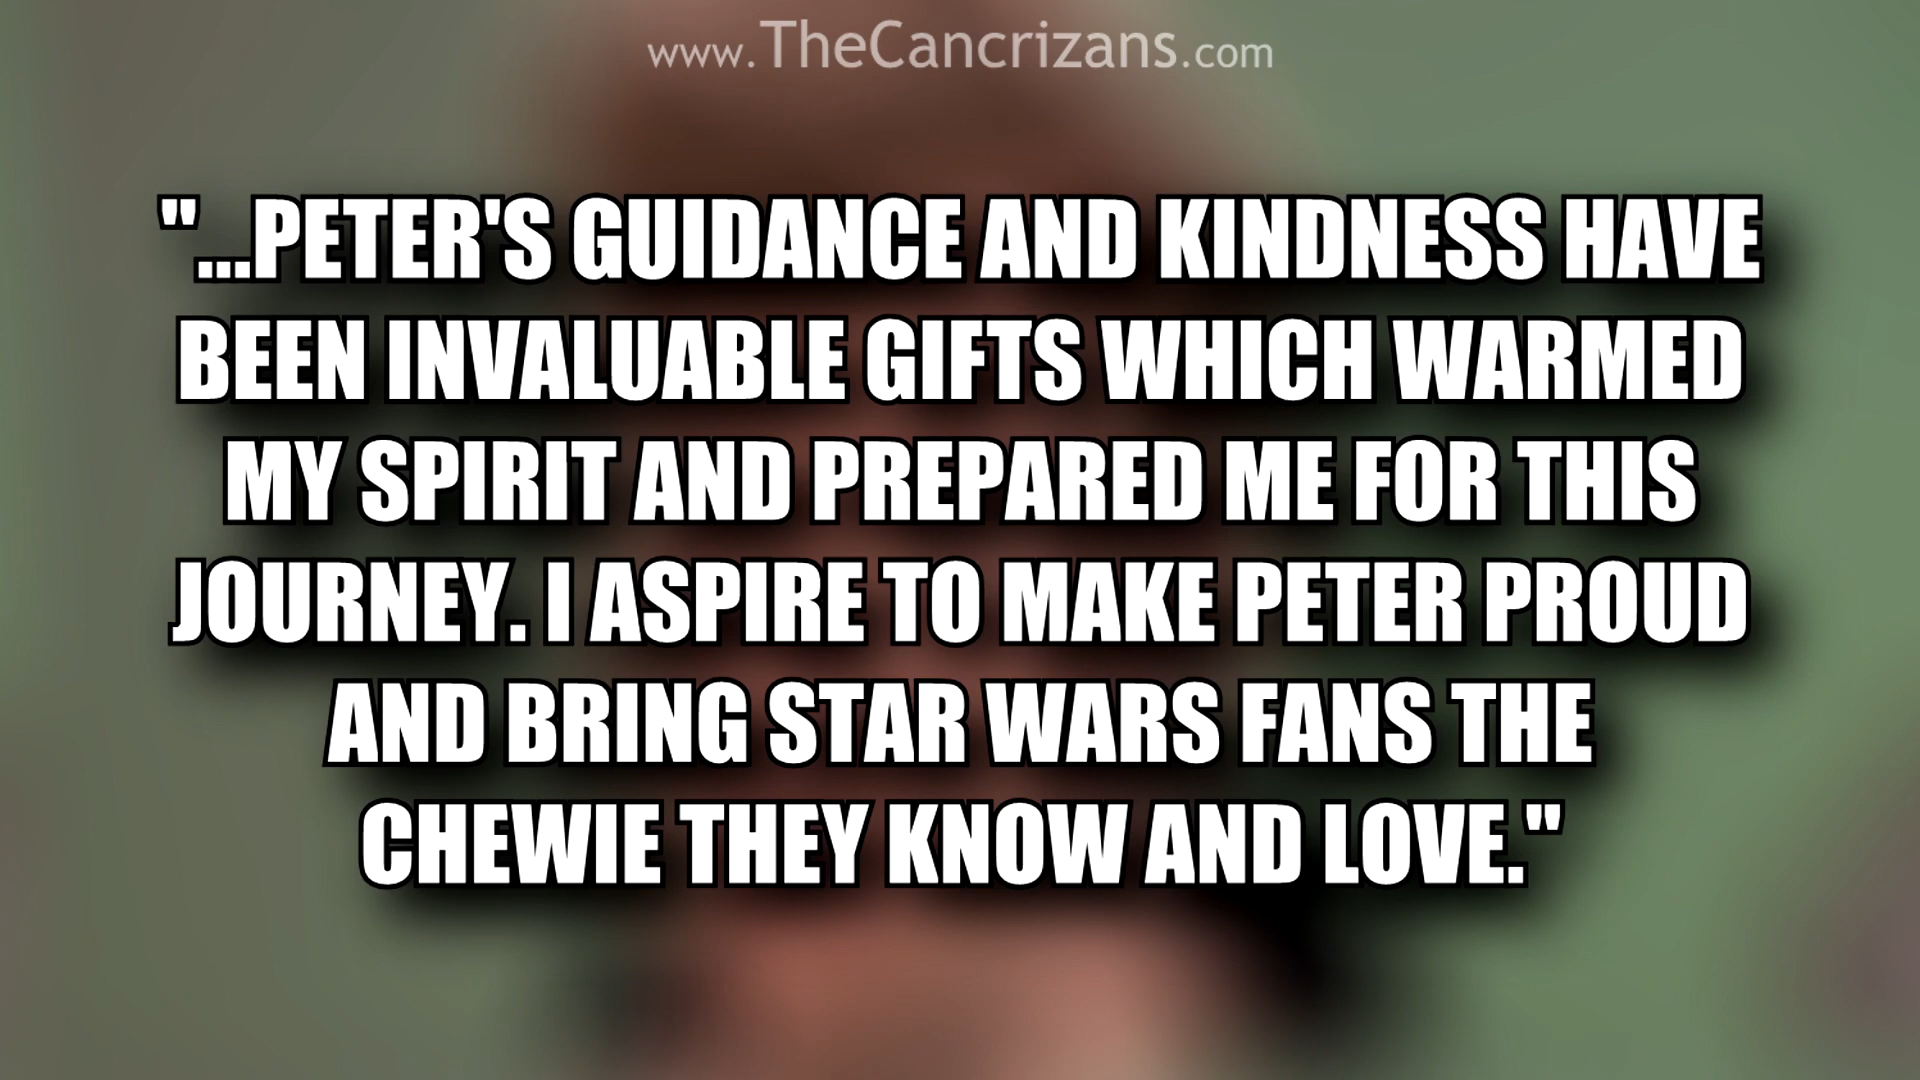 www.TheCancrizans.com
"...PETER'S GUIDANCE AND KINDNESS HAVE
BEEN INVALUABLE GIFTS WHICH WARMED
MY SPIRIT AND PREPARED ME FOR THIS
JOURNEY. I ASPIRE TO MAKE PETER PROUD
AND BRING STAR WARS FANS THE
CHEWIE THEY KNOW AND LOVE."